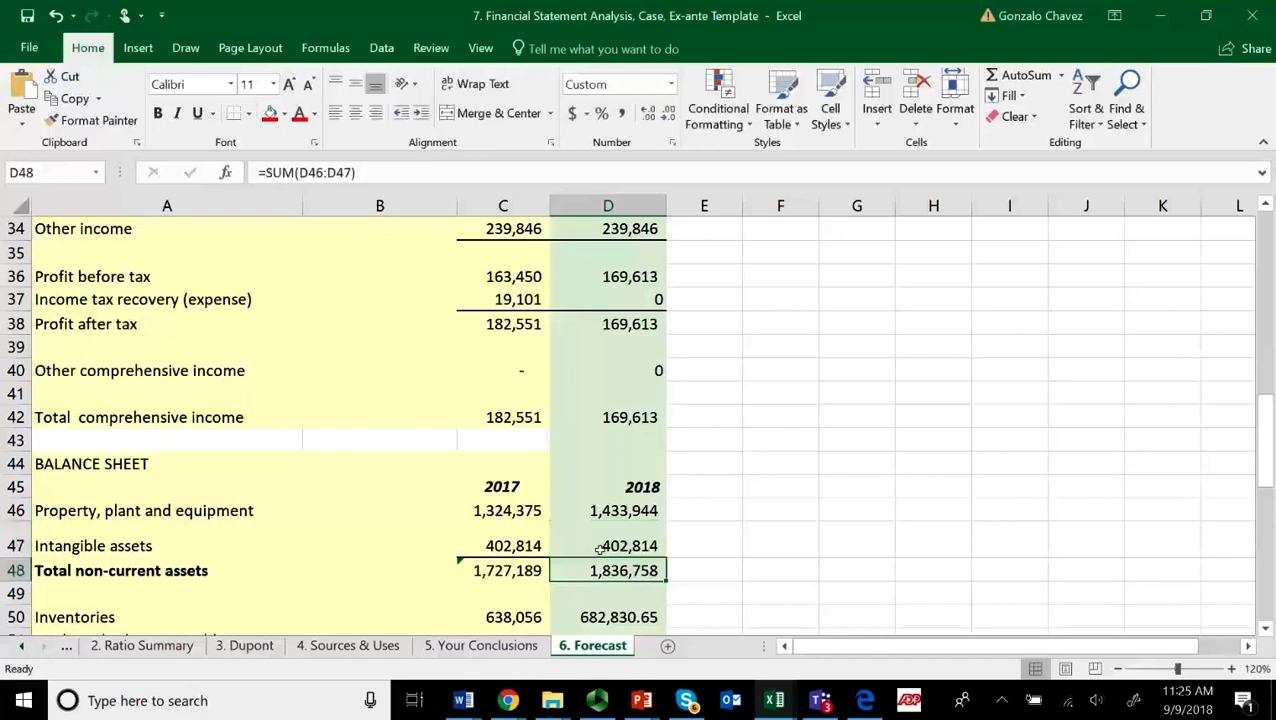 7. Financial Statement Analysis, Case, Ex-ante Template - Excel
Gonzalo Chavez
File Home Insert Draw Page Layout Formulas Data Review View Tell me what you want to do Share
Paste Cut Copy Format Painter Clipboard
Calibri 11 A A B I U A Font
Wrap Text Merge & Center Alignment
Custom $ % , .0 .00 Number
Conditional Formatting Format as Table Cell Styles Styles
Insert Delete Format Cells
AutoSum Fill Clear Sort & Filter Find & Select Editing
D48 fx =SUM(D46:D47)
A B C D E F G H I J K L
34 Other income 239,846 239,846
35
36 Profit before tax 163,450 169,613
37 Income tax recovery (expense) 19,101 0
38 Profit after tax 182,551 169,613
39
40 Other comprehensive income - 0
41
42 Total comprehensive income 182,551 169,613
43
44 BALANCE SHEET
45 2017 2018
46 Property, plant and equipment 1,324,375 1,433,944
47 Intangible assets 402,814 402,814
48 Total non-current assets 1,727,189 1,836,758
49
50 Inventories 638,056 682,830.65
... 2. Ratio Summary 3. Dupont 4. Sources & Uses 5. Your Conclusions 6. Forecast
Ready 120%
Type here to search 11:25 AM
9/9/2018